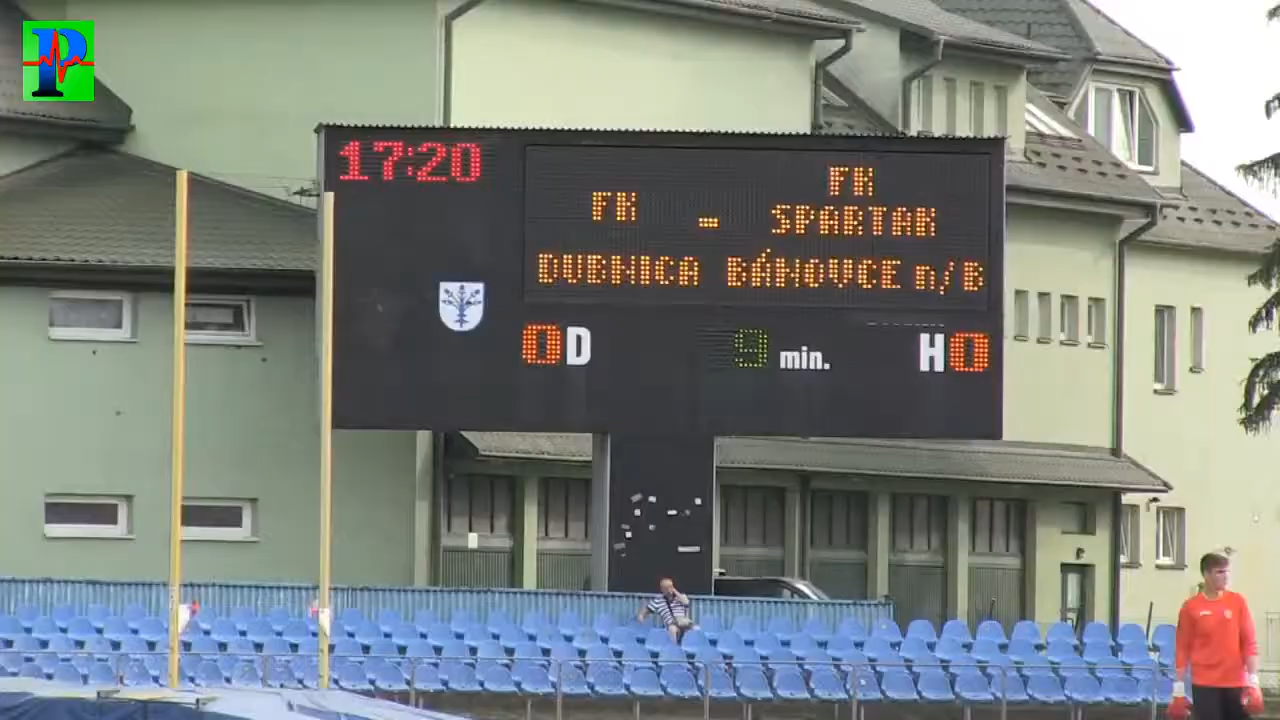 P
17:20
FK - FK SPARTAK
DUBNICA BÁNOVCE n/B
0 D 9 min. H 0